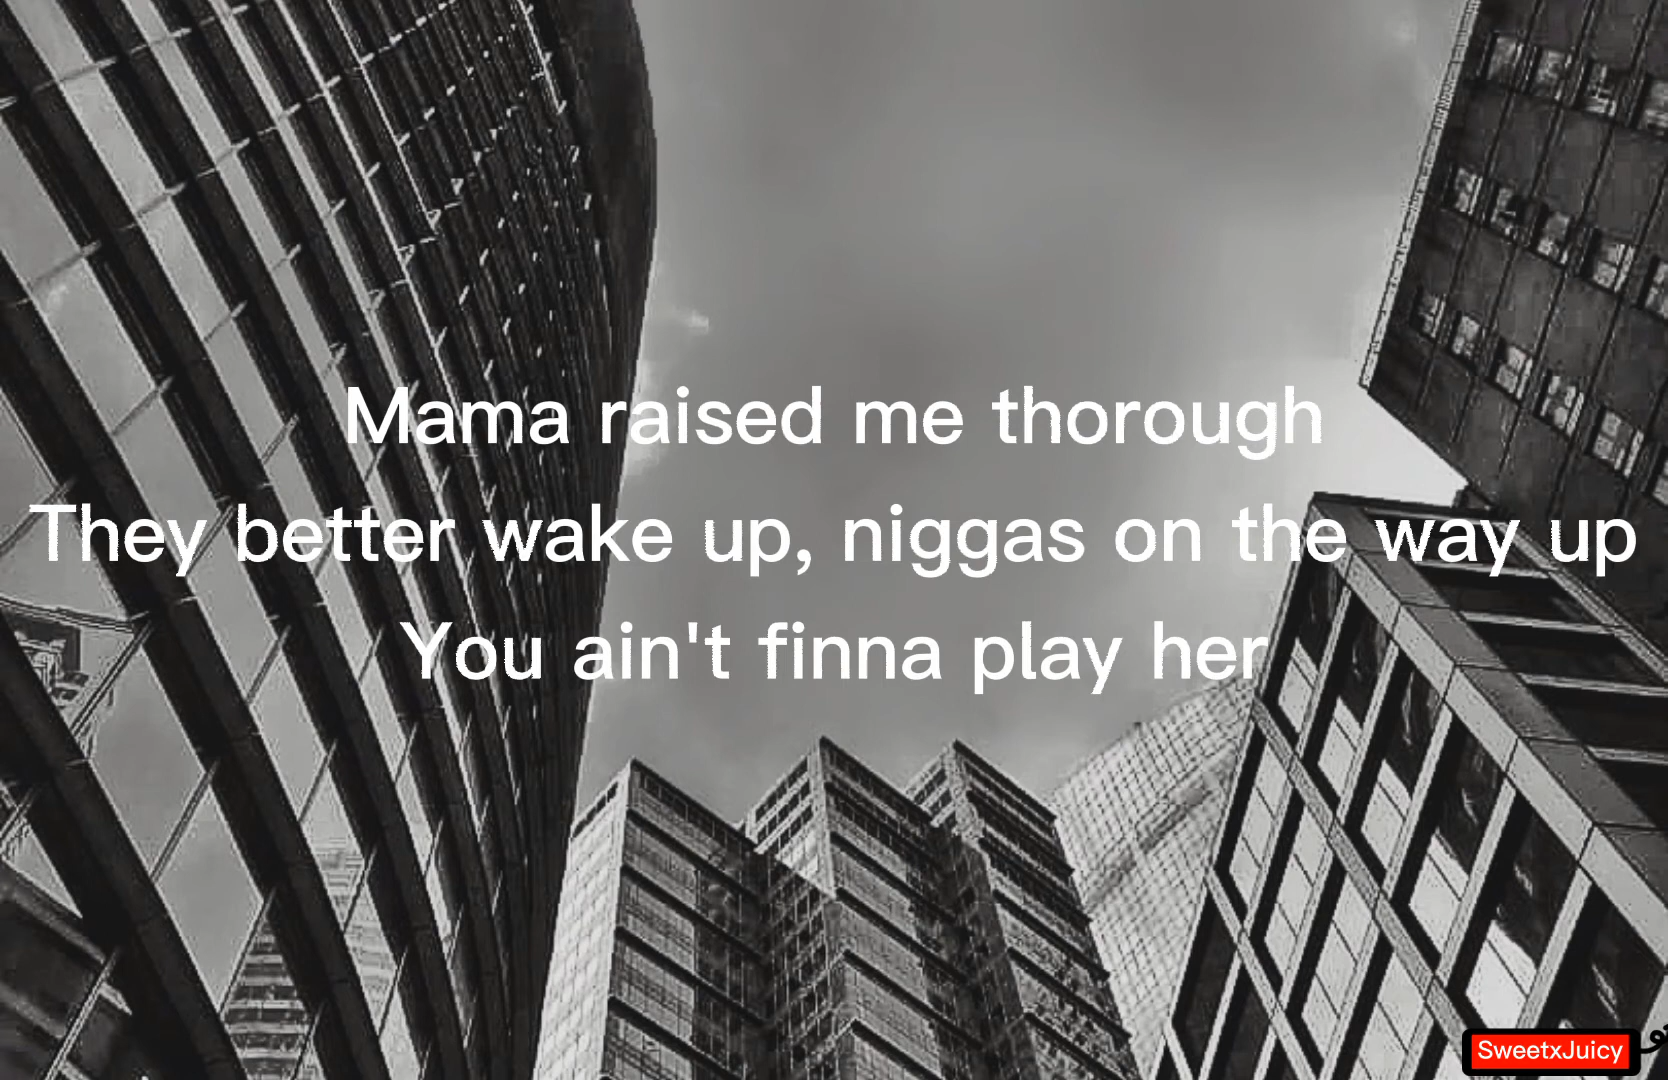 Mama raised me thorough
They better wake up, niggas on the way up
You ain't finna play her
SweetxJuicy